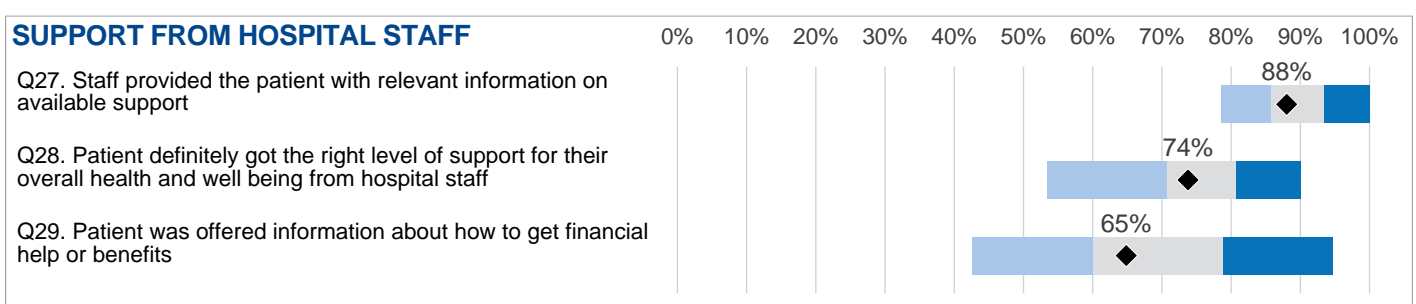 SUPPORT FROM HOSPITAL STAFF
0% 10% 20% 30% 40% 50% 60% 70% 80% 90% 100%
Q27. Staff provided the patient with relevant information on
available support
88%
Q28. Patient definitely got the right level of support for their
overall health and well being from hospital staff
74%
Q29. Patient was offered information about how to get financial
help or benefits
65%